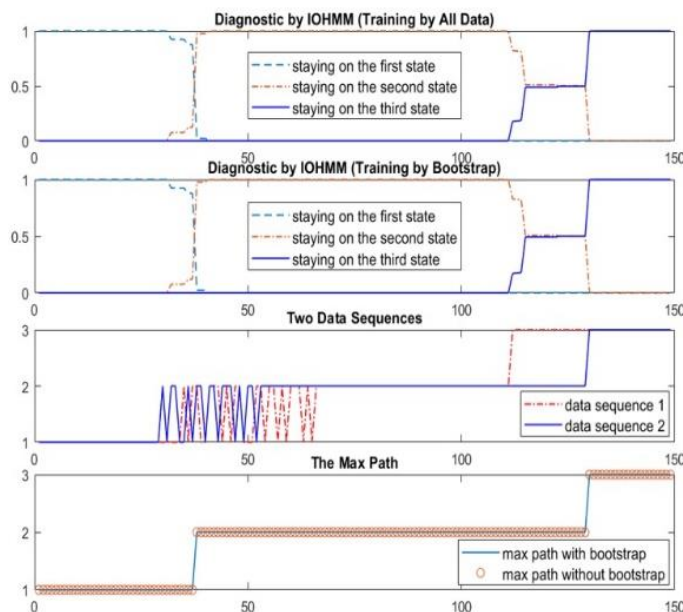 Diagnostic by IOHMM (Training by All Data)
1
0.5
0
staying on the first state
staying on the second state
staying on the third state
0 50 100 150
Diagnostic by IOHMM (Training by Bootstrap)
1
0.5
0
staying on the first state
staying on the second state
staying on the third state
0 50 100 150
Two Data Sequences
3
2
1
data sequence 1
data sequence 2
0 50 100 150
The Max Path
3
2
1
max path with bootstrap
max path without bootstrap
0 50 100 150